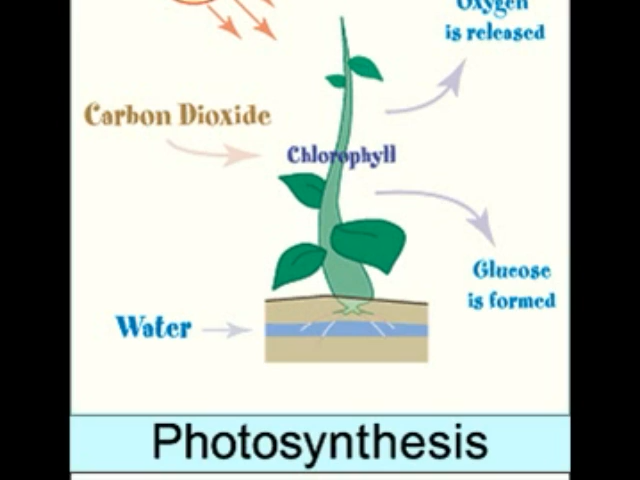 Oxygen
is released
Carbon Dioxide
Chlorophyll
Glucose
is formed
Water
Photosynthesis